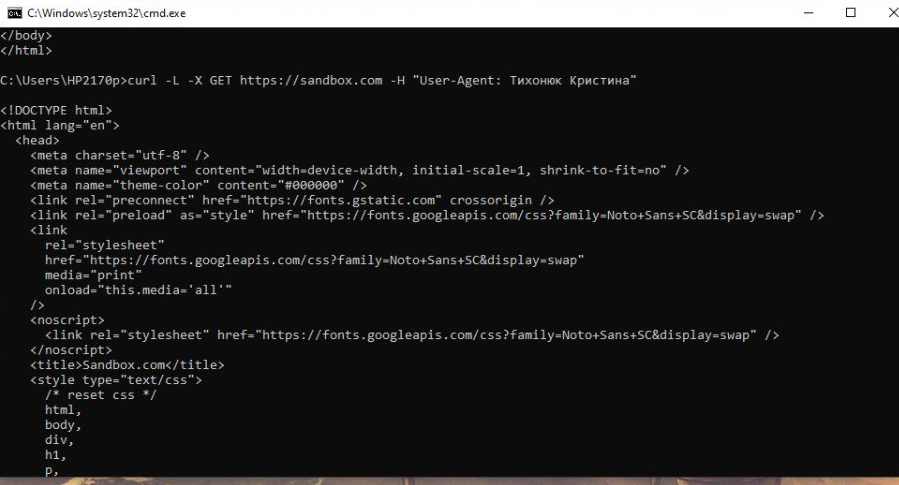 C:\Windows\system32\cmd.exe
</body>
</html>
C:\Users\HP2170p>curl -L -X GET https://sandbox.com -H "User-Agent: Тихонюк Кристина"
<!DOCTYPE html>
<html lang="en">
  <head>
    <meta charset="utf-8" />
    <meta name="viewport" content="width=device-width, initial-scale=1, shrink-to-fit=no" />
    <meta name="theme-color" content="#000000" />
    <link rel="preconnect" href="https://fonts.gstatic.com" crossorigin />
    <link rel="preload" as="style" href="https://fonts.googleapis.com/css?family=Noto+Sans+SC&display=swap" />
    <link
      rel="stylesheet"
      href="https://fonts.googleapis.com/css?family=Noto+Sans+SC&display=swap"
      media="print"
      onload="this.media='all'"
    />
    <noscript>
      <link rel="stylesheet" href="https://fonts.googleapis.com/css?family=Noto+Sans+SC&display=swap" />
    </noscript>
    <title>Sandbox.com</title>
    <style type="text/css">
      /* reset css */
      html,
      body,
      div,
      h1,
      p,